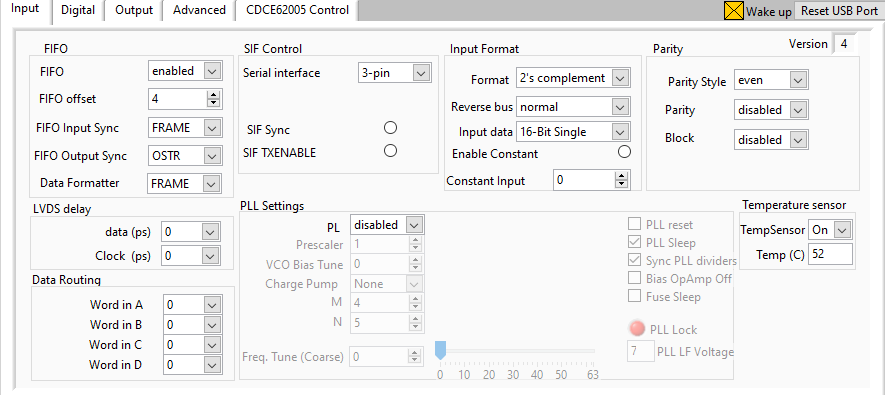 Input Digital Output Advanced CDCE62005 Control Wake up Reset USB Port
Version 4
FIFO
FIFO enabled
FIFO offset 4
FIFO Input Sync FRAME
FIFO Output Sync OSTR
Data Formatter FRAME
SIF Control
Serial interface 3-pin
SIF Sync
SIF TXENABLE
Input Format
Format 2's complement
Reverse bus normal
Input data 16-Bit Single
Enable Constant
Constant Input 0
Parity
Parity Style even
Parity disabled
Block disabled
LVDS delay
data (ps) 0
Clock (ps) 0
Data Routing
Word in A 0
Word in B 0
Word in C 0
Word in D 0
PLL Settings
PL disabled
Prescaler 1
VCO Bias Tune 0
Charge Pump None
M 4
N 5
Freq. Tune (Coarse) 0
0 10 20 30 40 50 63
PLL reset
PLL Sleep
Sync PLL dividers
Bias OpAmp Off
Fuse Sleep
PLL Lock
7 PLL LF Voltage
Temperature sensor
TempSensor On
Temp (C) 52